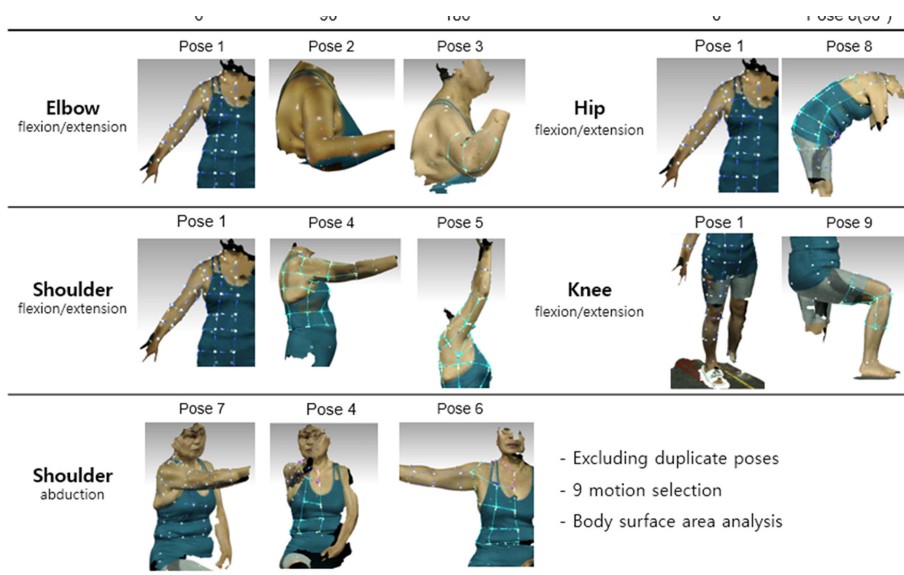 Pose 1 Pose 2 Pose 3 Pose 1 Pose 8
Elbow Hip
flexion/extension flexion/extension
Pose 1 Pose 4 Pose 5 Pose 1 Pose 9
Shoulder Knee
flexion/extension flexion/extension
Pose 7 Pose 4 Pose 6
Shoulder
abduction
- Excluding duplicate poses
- 9 motion selection
- Body surface area analysis